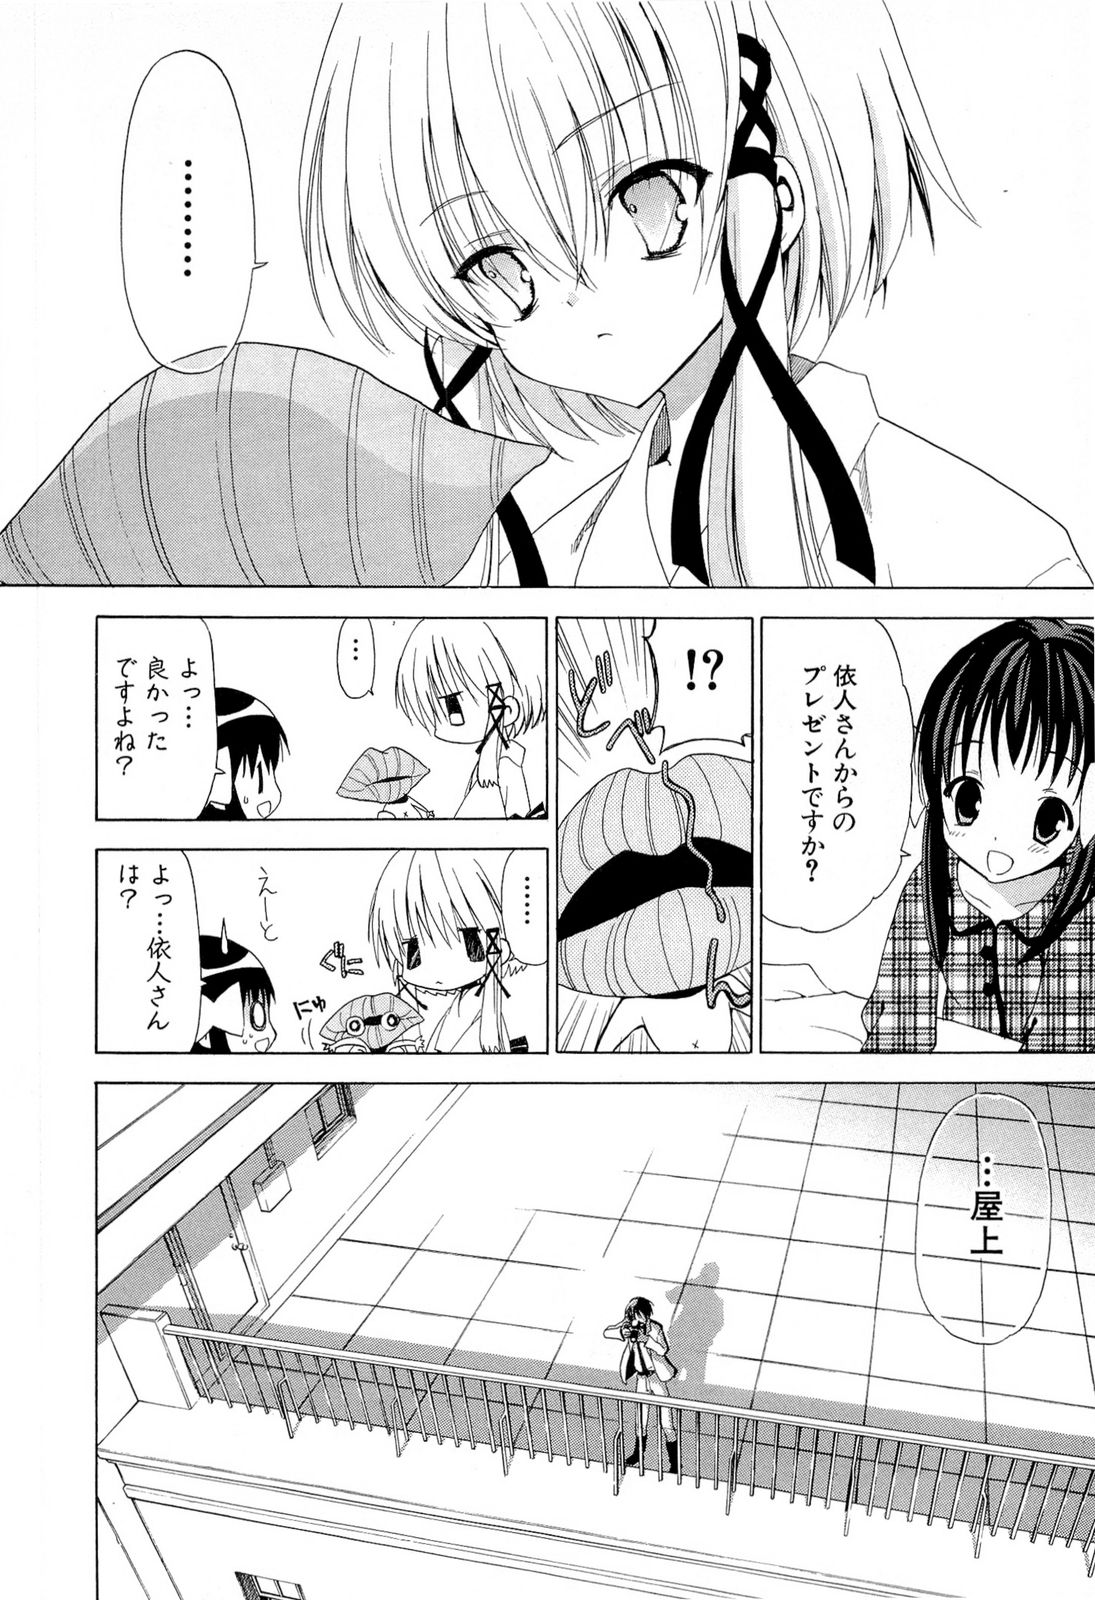 ………
依人さんからの
プレゼントですか？
!?
どべっ
…
よっ…
良かった
ですよね？
……
ぐに
にゅ
えーと
よっ…依人さん
は？
…屋上